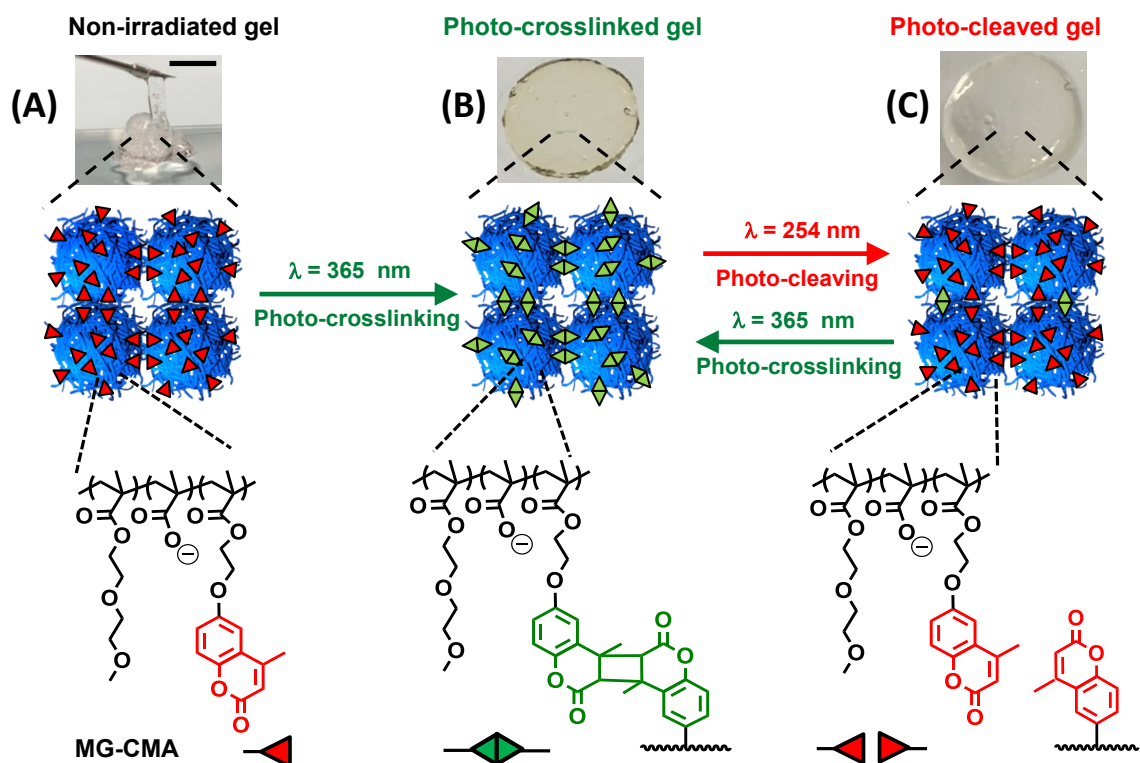 Non-irradiated gel
Photo-crosslinked gel
Photo-cleaved gel
(A)
(B)
(C)
λ = 365 nm
Photo-crosslinking
λ = 254 nm
Photo-cleaving
λ = 365 nm
Photo-crosslinking
O O O O O
O ⊖
O
O
O
O
O
O O O O O
O ⊖
O
O
O
O
O
O
O
O
O O O O O
O ⊖
O
O
O
O
O
O
O
MG-CMA